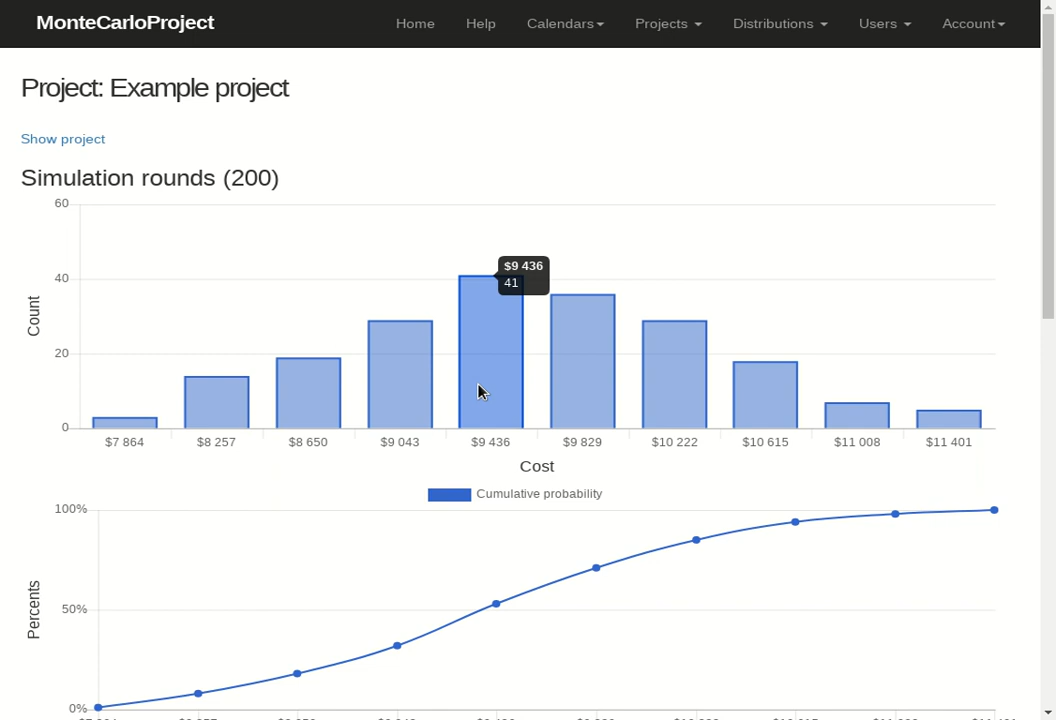 MonteCarloProject Home Help Calendars Projects Distributions Users Account
Project: Example project
Show project
Simulation rounds (200)
60
40
20
0
Count
$9 436
41
$7 864 $8 257 $8 650 $9 043 $9 436 $9 829 $10 222 $10 615 $11 008 $11 401
Cost
Cumulative probability
100%
50%
0%
Percents